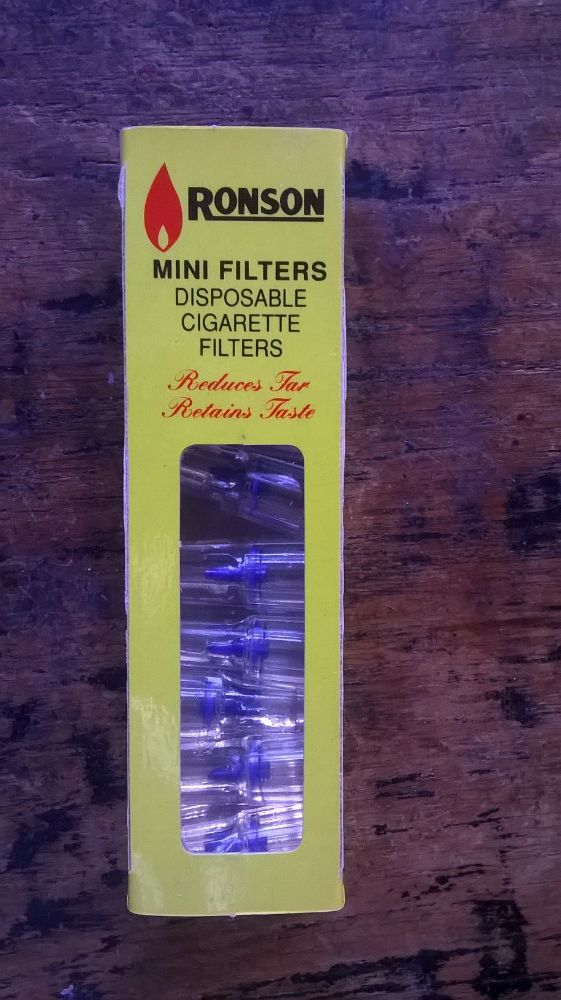 RONSON
MINI FILTERS
DISPOSABLE
CIGARETTE
FILTERS
Reduces Tar
Retains Taste